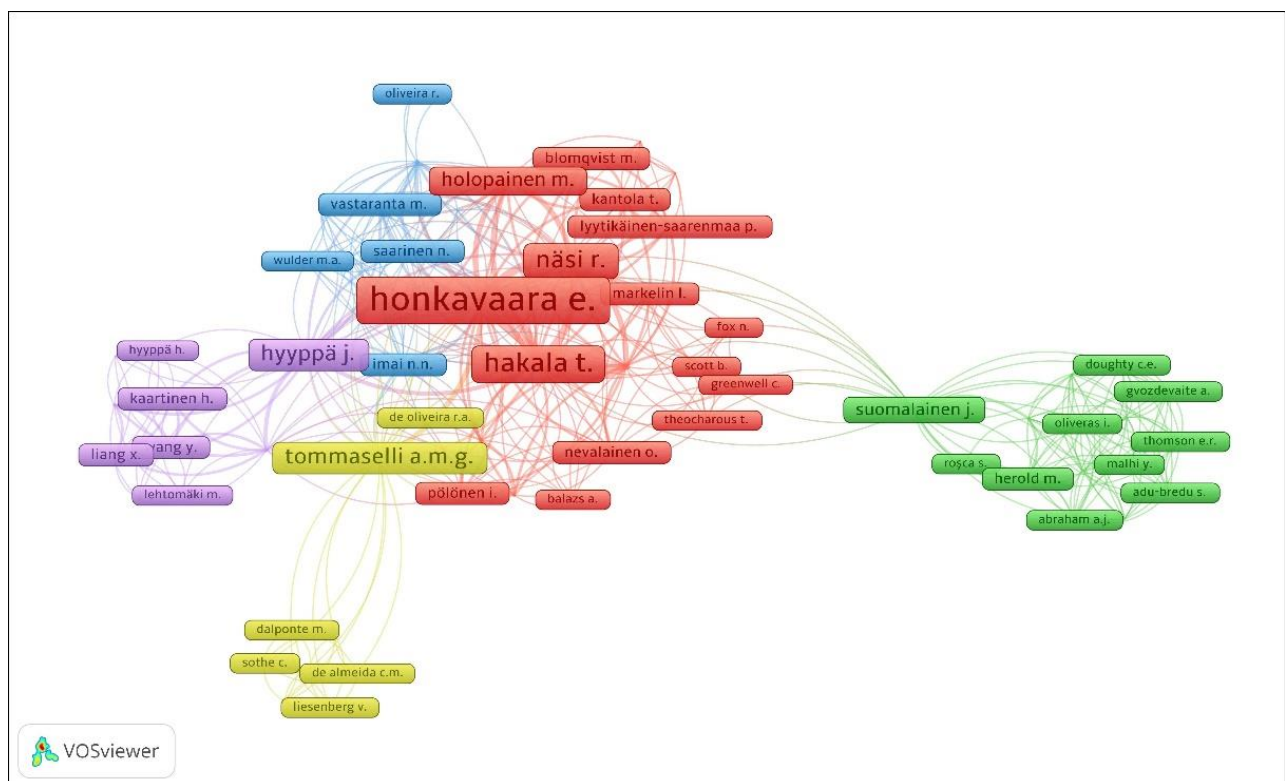 oliveira r.
blomqvist m.
holopainen m.
kantola t.
vastaranta m.
lyytikäinen-saarenmaa p.
saarinen n.
näsi r.
wulder m.a.
honkavaara e.
markelin l.
fox n.
hyyppä h.
hyyppä j.
imai n.n.
hakala t.
scott b.
doughty c.e.
greenwell c.
gvozdevaite a.
kaartinen h.
de oliveira r.a.
theocharous t.
suomalainen j.
oliveras i.
thomson e.r.
liang x.
tommaselli a.m.g.
nevalainen o.
roşca s.
malhi y.
herold m.
lehtomäki m.
pölönen i.
balazs a.
adu-bredu s.
abraham a.j.
dalponte m.
sothe c.
de almeida c.m.
liesenberg v.
VOSviewer